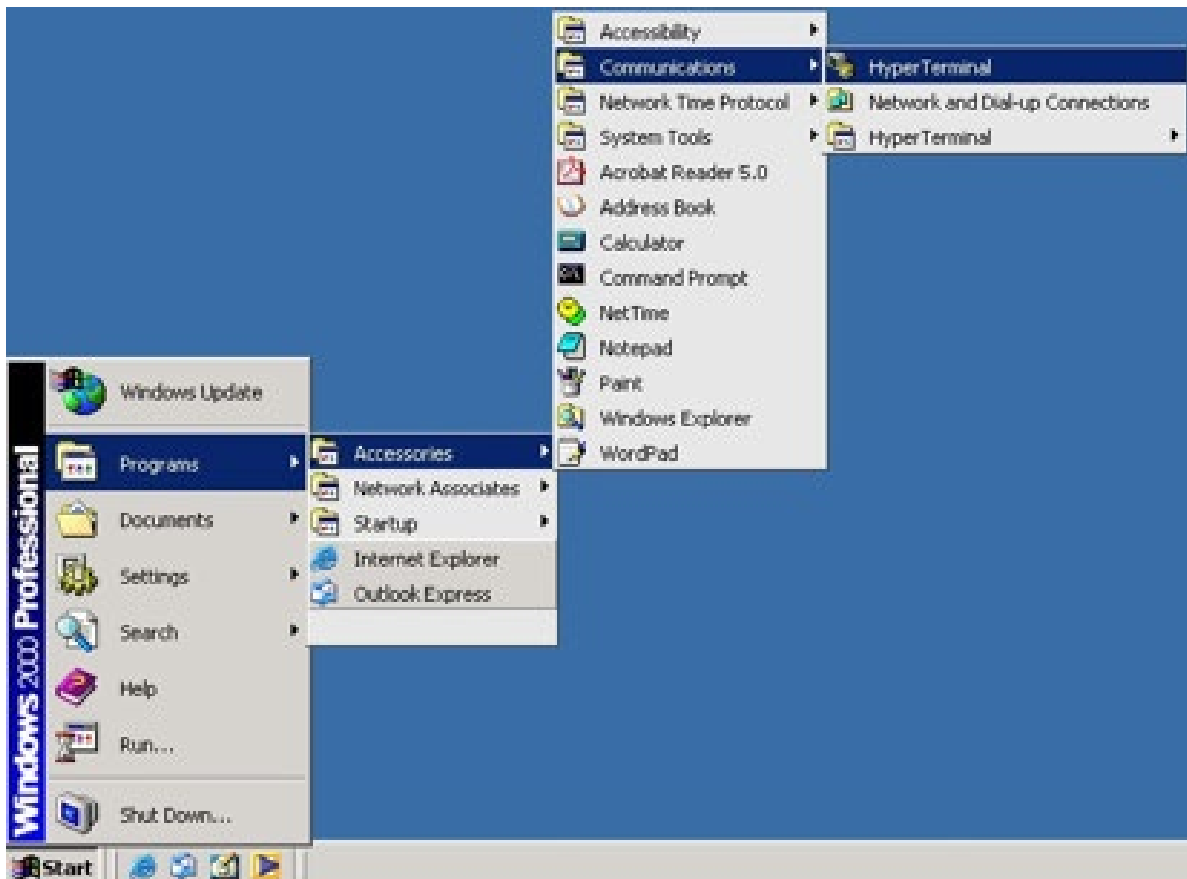 Accessibility
Communications
Network Time Protocol
System Tools
Acrobat Reader 5.0
Address Book
Calculator
Command Prompt
NetTime
Notepad
Paint
Windows Explorer
WordPad
HyperTerminal
Network and Dial-up Connections
HyperTerminal
Windows Update
Programs
Documents
Settings
Search
Help
Run...
Shut Down...
Accessories
Network Associates
Startup
Internet Explorer
Outlook Express
Windows 2000 Professional
Start